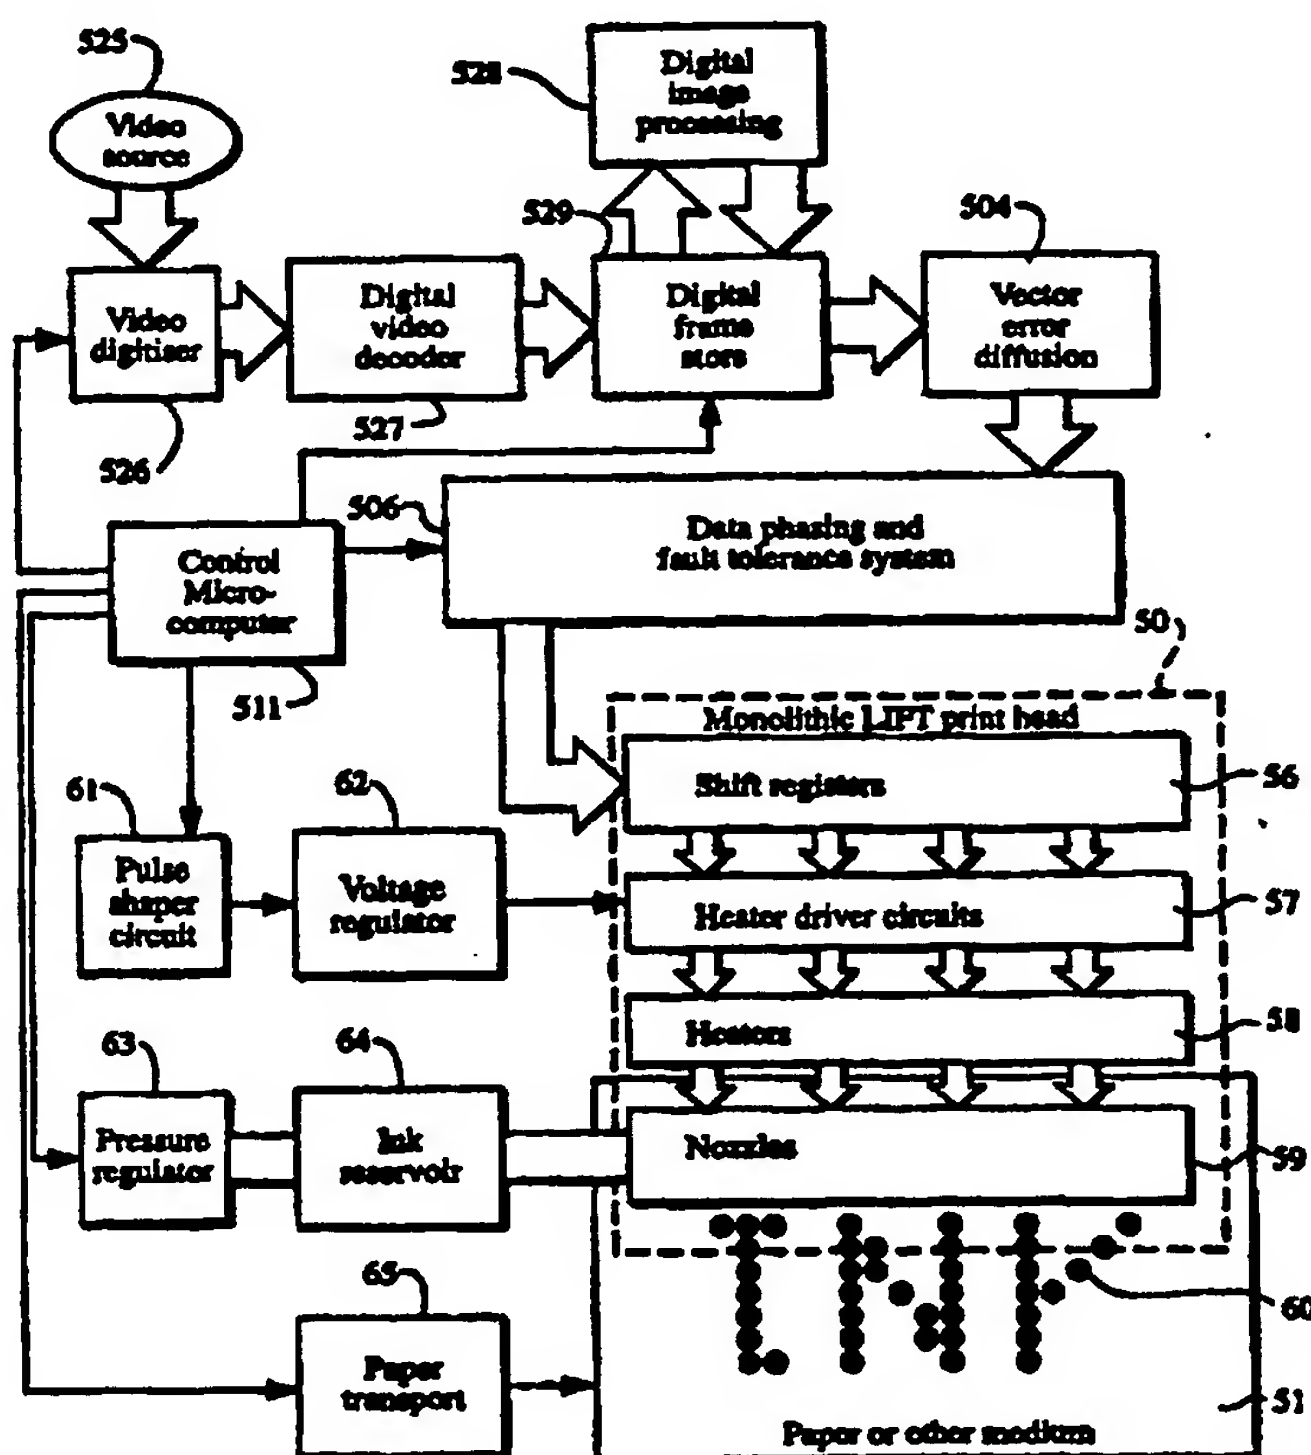 525
Video
source
528
Digital
image
processing
529
504
Video
digitiser
Digital
video
decoder
Digital
frame
store
Vector
error
diffusion
526
527
506
Data phasing and
fault tolerance system
Control
Micro-
computer
511
50
Monolithic LIFT print head
Shift registers
56
61
62
Pulse
shaper
circuit
Voltage
regulator
Heater driver circuits
57
Heaters
58
63
64
Pressure
regulator
Ink
reservoir
Nozzles
59
INK
60
65
Paper
transport
51
Paper or other medium